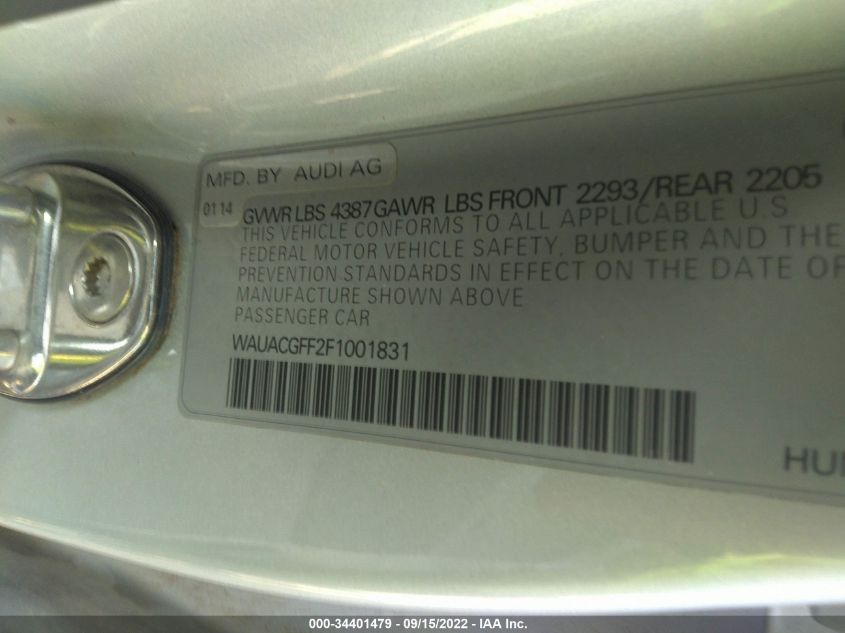 MFD. BY AUDI AG
01 14 GVWR LBS 4387 GAWR LBS FRONT 2293/REAR 2205
THIS VEHICLE CONFORMS TO ALL APPLICABLE U.S
FEDERAL MOTOR VEHICLE SAFETY, BUMPER AND THE
PREVENTION STANDARDS IN EFFECT ON THE DATE OF
MANUFACTURE SHOWN ABOVE
PASSENGER CAR
WAUACGFF2F1001831
000-34401479 - 09/15/2022 - IAA Inc.